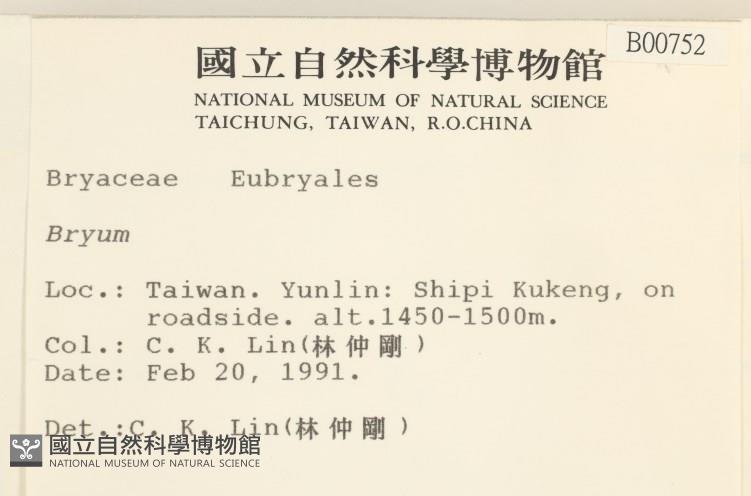 B00752
國立自然科學博物館
NATIONAL MUSEUM OF NATURAL SCIENCE
TAICHUNG, TAIWAN, R.O.CHINA
Bryaceae Eubryales
Bryum
Loc.: Taiwan. Yunlin: Shipi Kukeng, on
roadside. alt.1450-1500m.
Col.: C. K. Lin(林仲剛)
Date: Feb 20, 1991.
Det.:C. K. Lin(林仲剛)
國立自然科學博物館
NATIONAL MUSEUM OF NATURAL SCIENCE